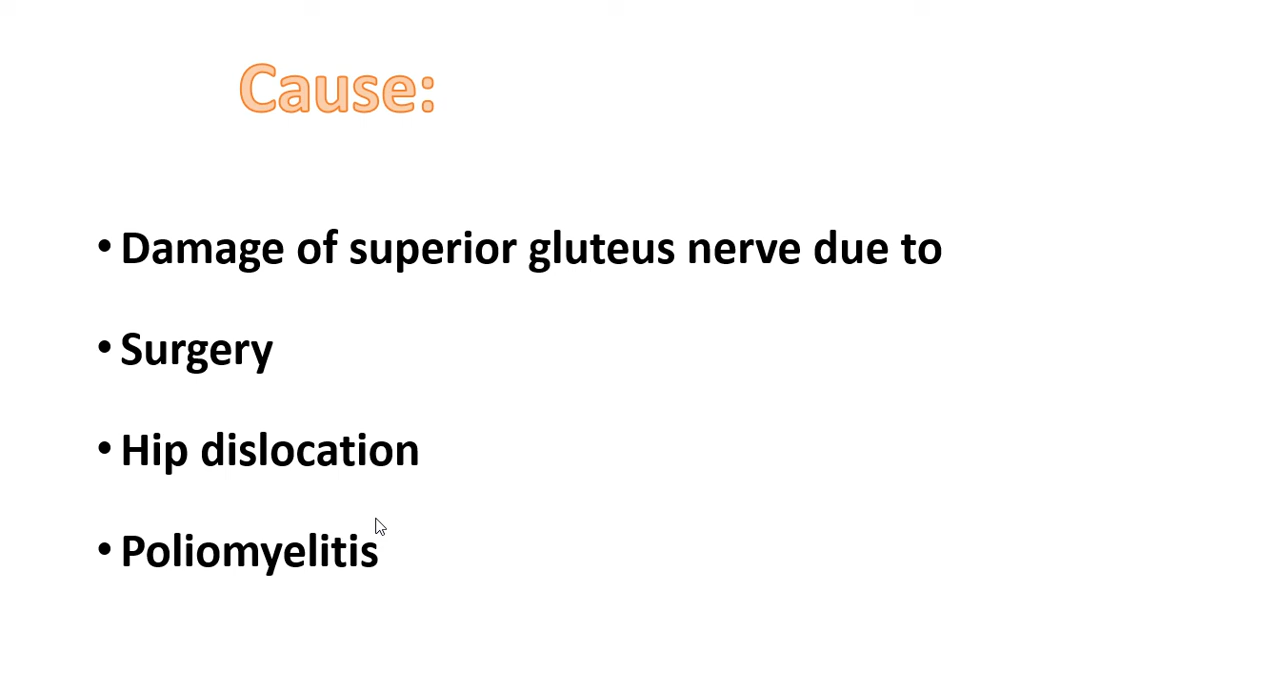 Cause:
• Damage of superior gluteus nerve due to
• Surgery
• Hip dislocation
• Poliomyelitis